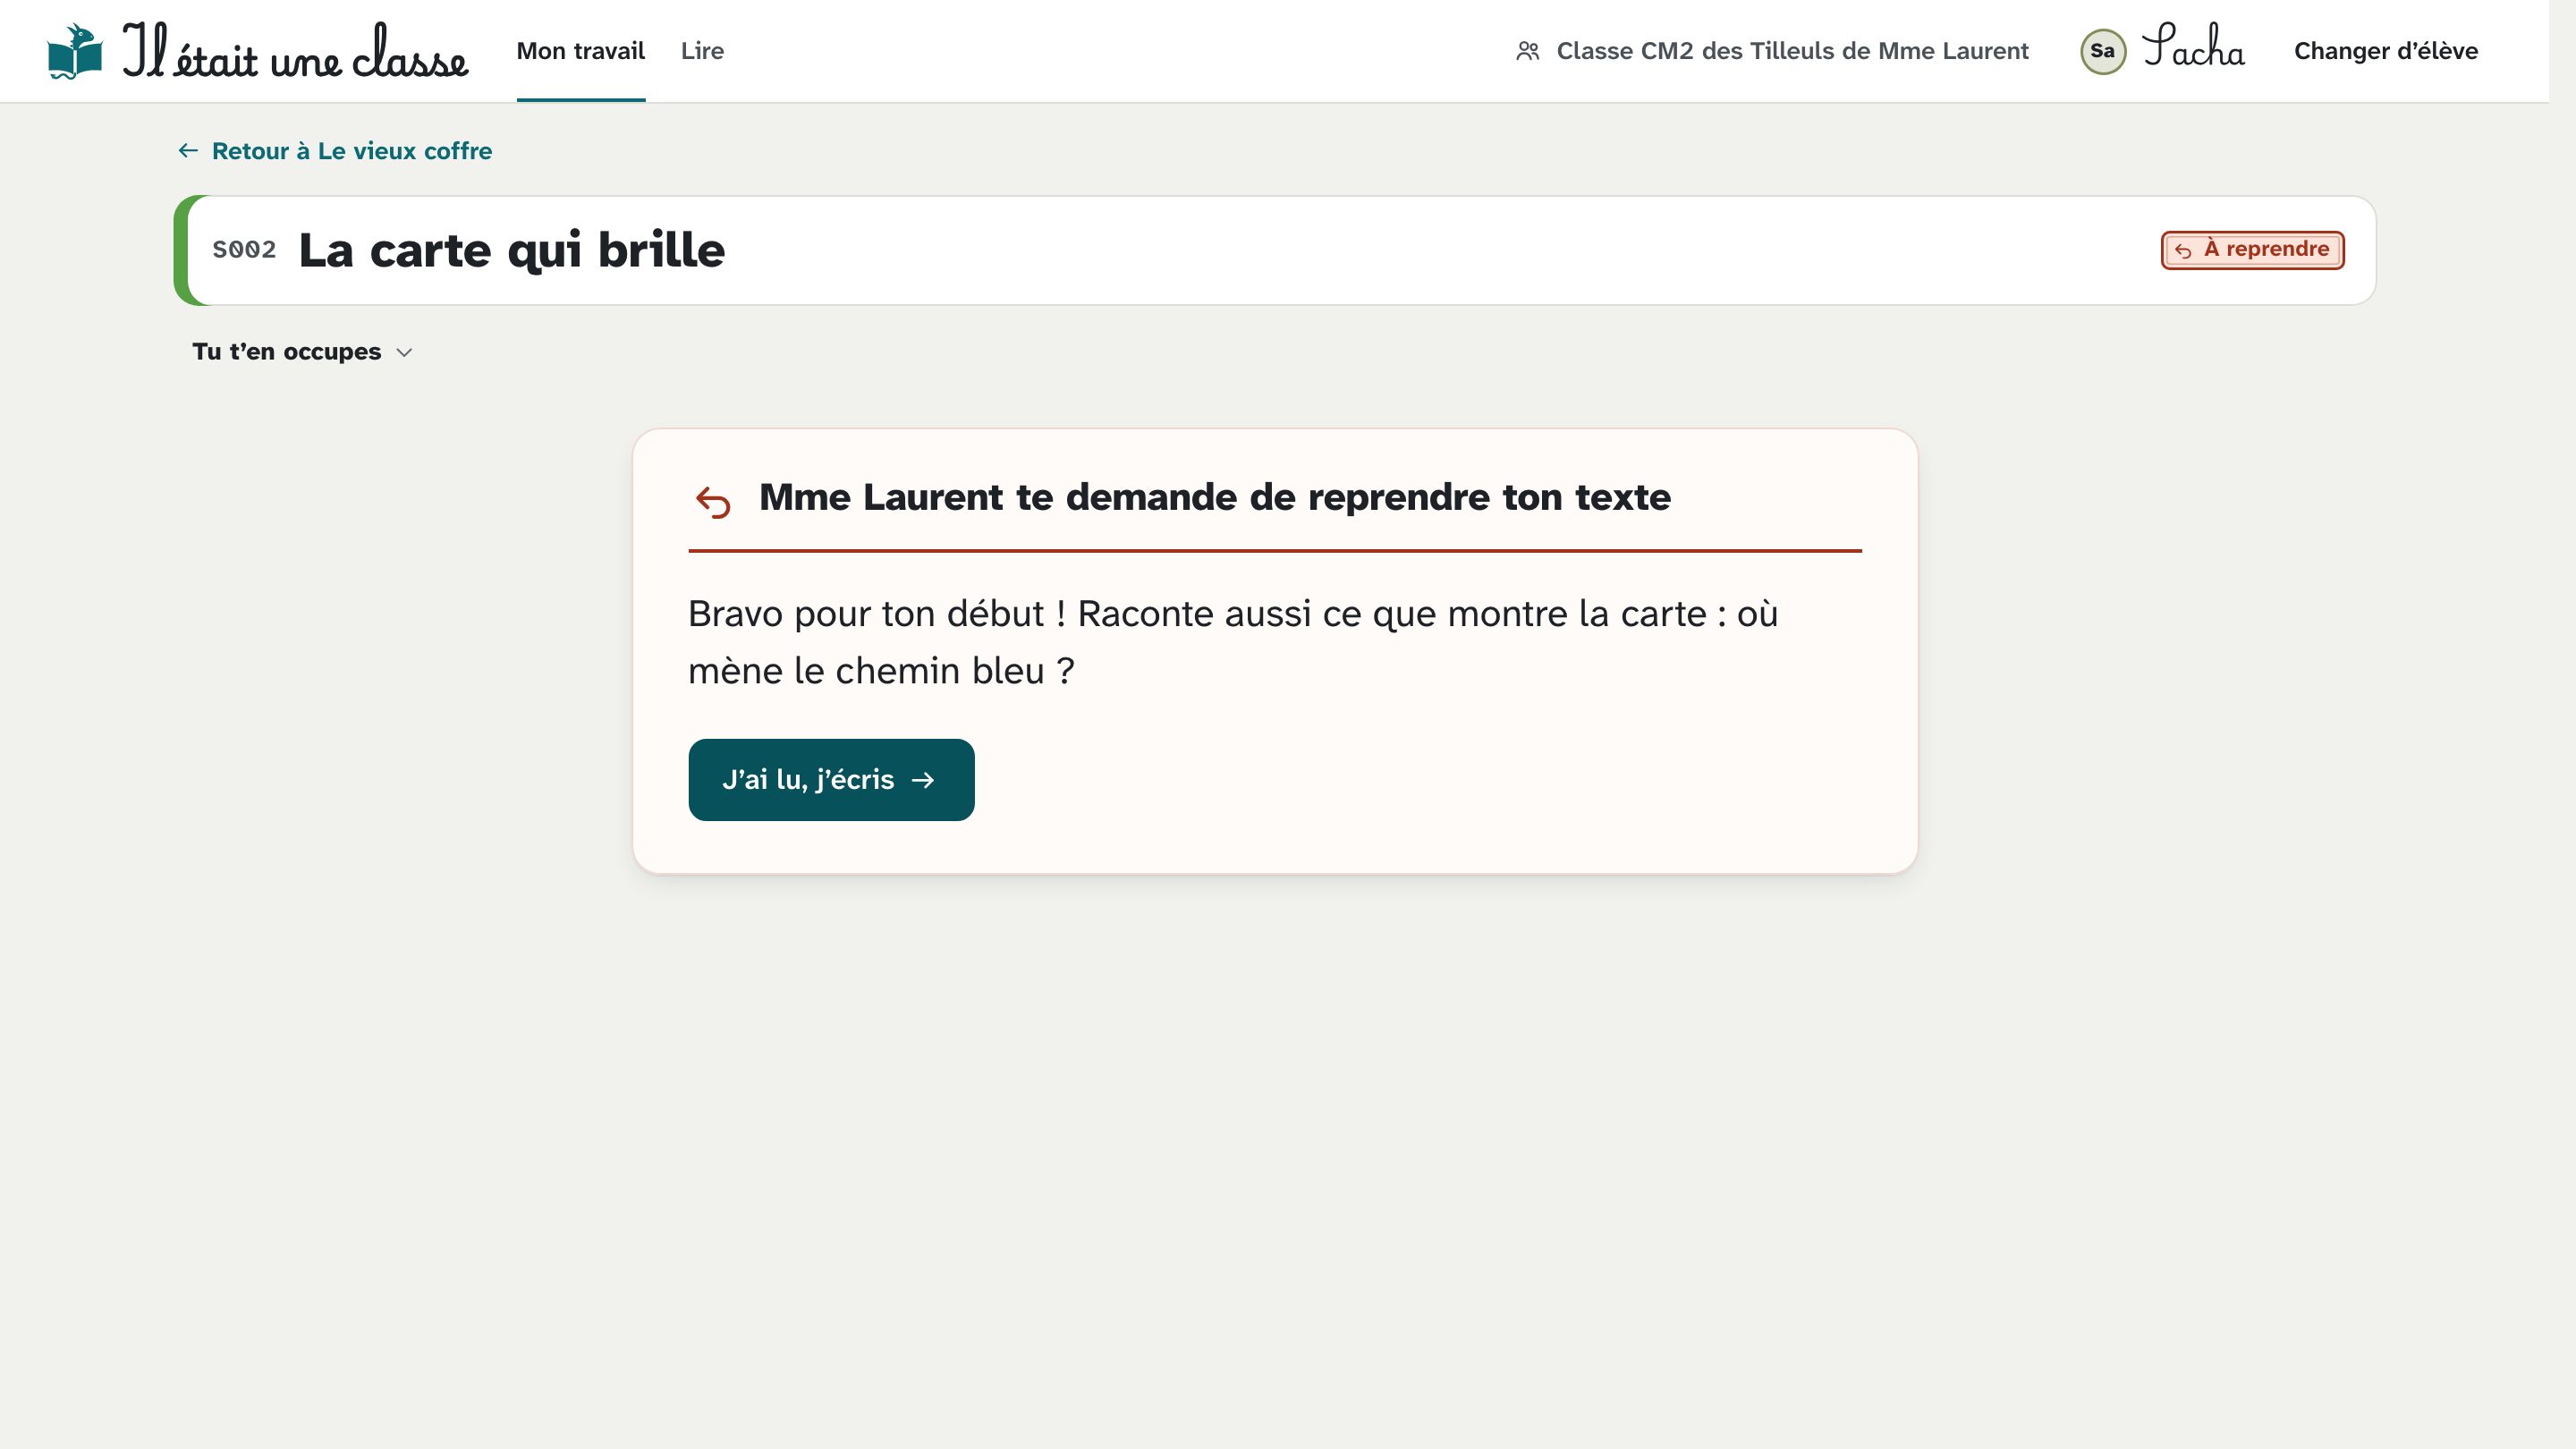 Il était une classe
Mon travail
Lire
Classe CM2 des Tilleuls de Mme Laurent
Sa
Sacha
Changer d’élève
← Retour à Le vieux coffre
S002 La carte qui brille
À reprendre
Tu t’en occupes
Mme Laurent te demande de reprendre ton texte
Bravo pour ton début ! Raconte aussi ce que montre la carte : où
mène le chemin bleu ?
J’ai lu, j’écris →